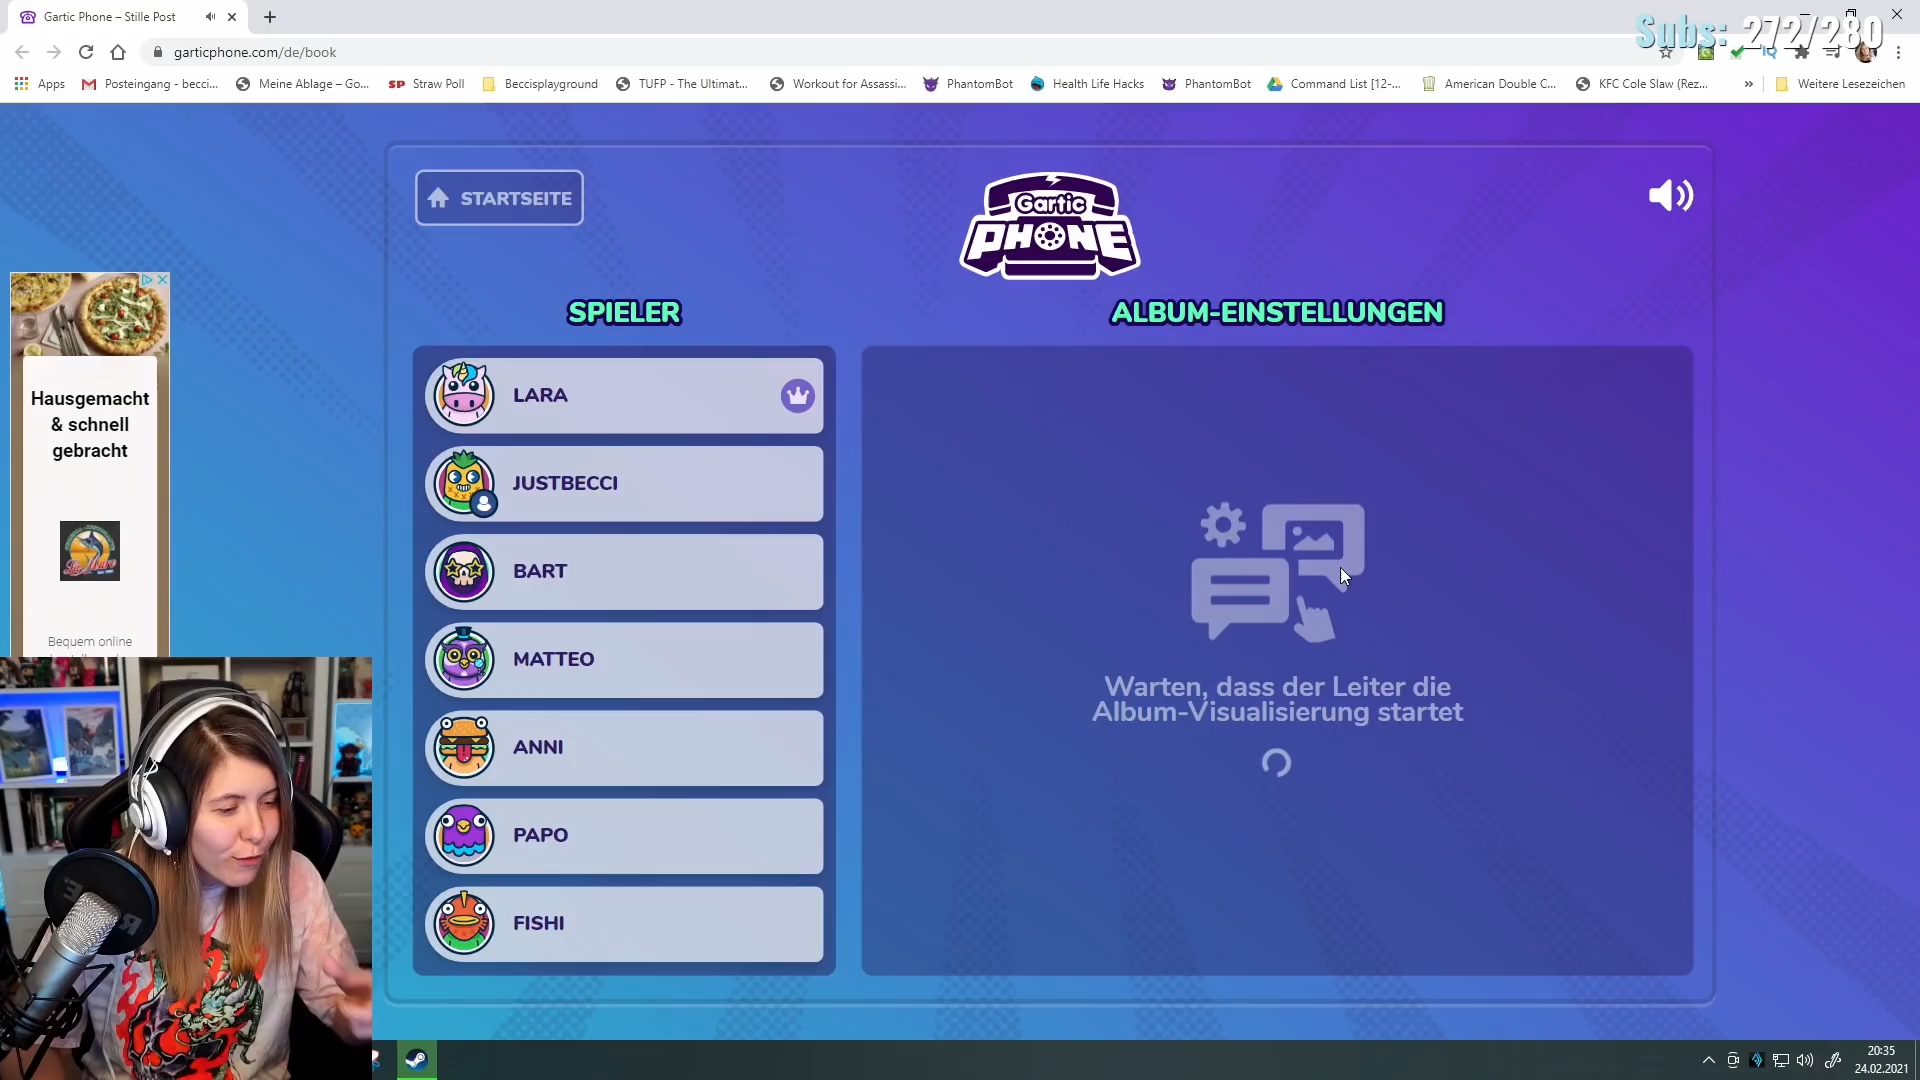 Gartic Phone – Stille Post
Subs: 272/280
garticphone.com/de/book
Apps
Posteingang - becci...
Meine Ablage – Go...
SP Straw Poll
Beccisplayground
TUFP - The Ultimat...
Workout for Assassi...
PhantomBot
Health Life Hacks
PhantomBot
Command List [12-...
American Double C...
KFC Cole Slaw (Rez...
»
Weitere Lesezeichen
STARTSEITE
Gartic
PHONE
SPIELER
ALBUM-EINSTELLUNGEN
LARA
JUSTBECCI
BART
MATTEO
ANNI
PAPO
FISHI
Warten, dass der Leiter die
Album-Visualisierung startet
Hausgemacht
& schnell
gebracht
Bequem online
20:35
24.02.2021